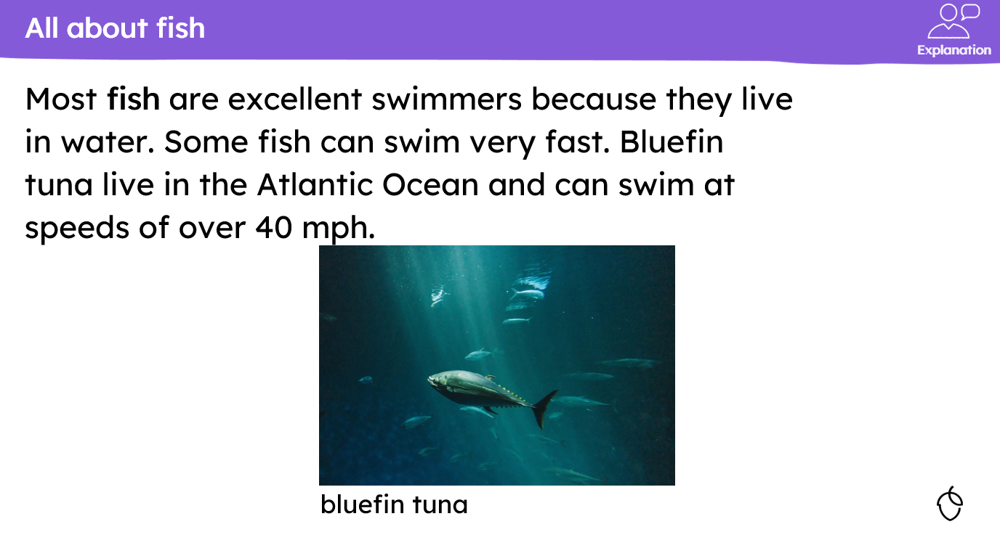 All about fish
Explanation
Most fish are excellent swimmers because they live
in water. Some fish can swim very fast. Bluefin
tuna live in the Atlantic Ocean and can swim at
speeds of over 40 mph.
bluefin tuna